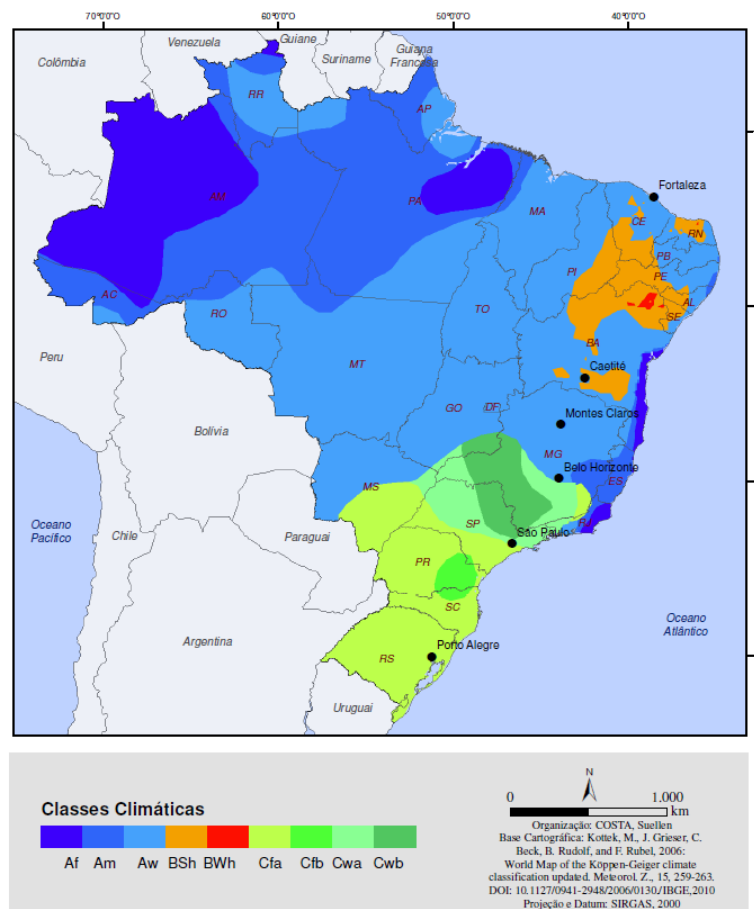 70°0'0"O 60°0'0"O 50°0'0"O 40°0'0"O
Venezuela
Guiane
Guiana
Francesa
Colômbia
Suriname
RR
AP
Fortaleza
AM
PA
MA
CE
RN
PB
PI
PE
AC
AL
RO
TO
SE
BA
Peru
MT
Caetité
Bolívia
GO
(DF)
Montes Claros
MG
Belo Horizonte
MS
ES
Oceano
Pacífico
Chile
Paraguai
SP
RJ
São Paulo
PR
SC
Oceano
Atlântico
Argentina
Porto Alegre
RS
Uruguai
Classes Climáticas
Af Am Aw BSh BWh Cfa Cfb Cwa Cwb
N
0 1.000
km
Organização: COSTA, Suellen
Base Cartográfica: Kottek, M., J. Grieser, C.
Beck, B. Rudolf, and F. Rubel, 2006:
World Map of the Köppen-Geiger climate
classification updated. Meteorol. Z., 15, 259-263.
DOI: 10.1127/0941-2948/2006/0130./IBGE,2010
Projeção e Datum: SIRGAS, 2000